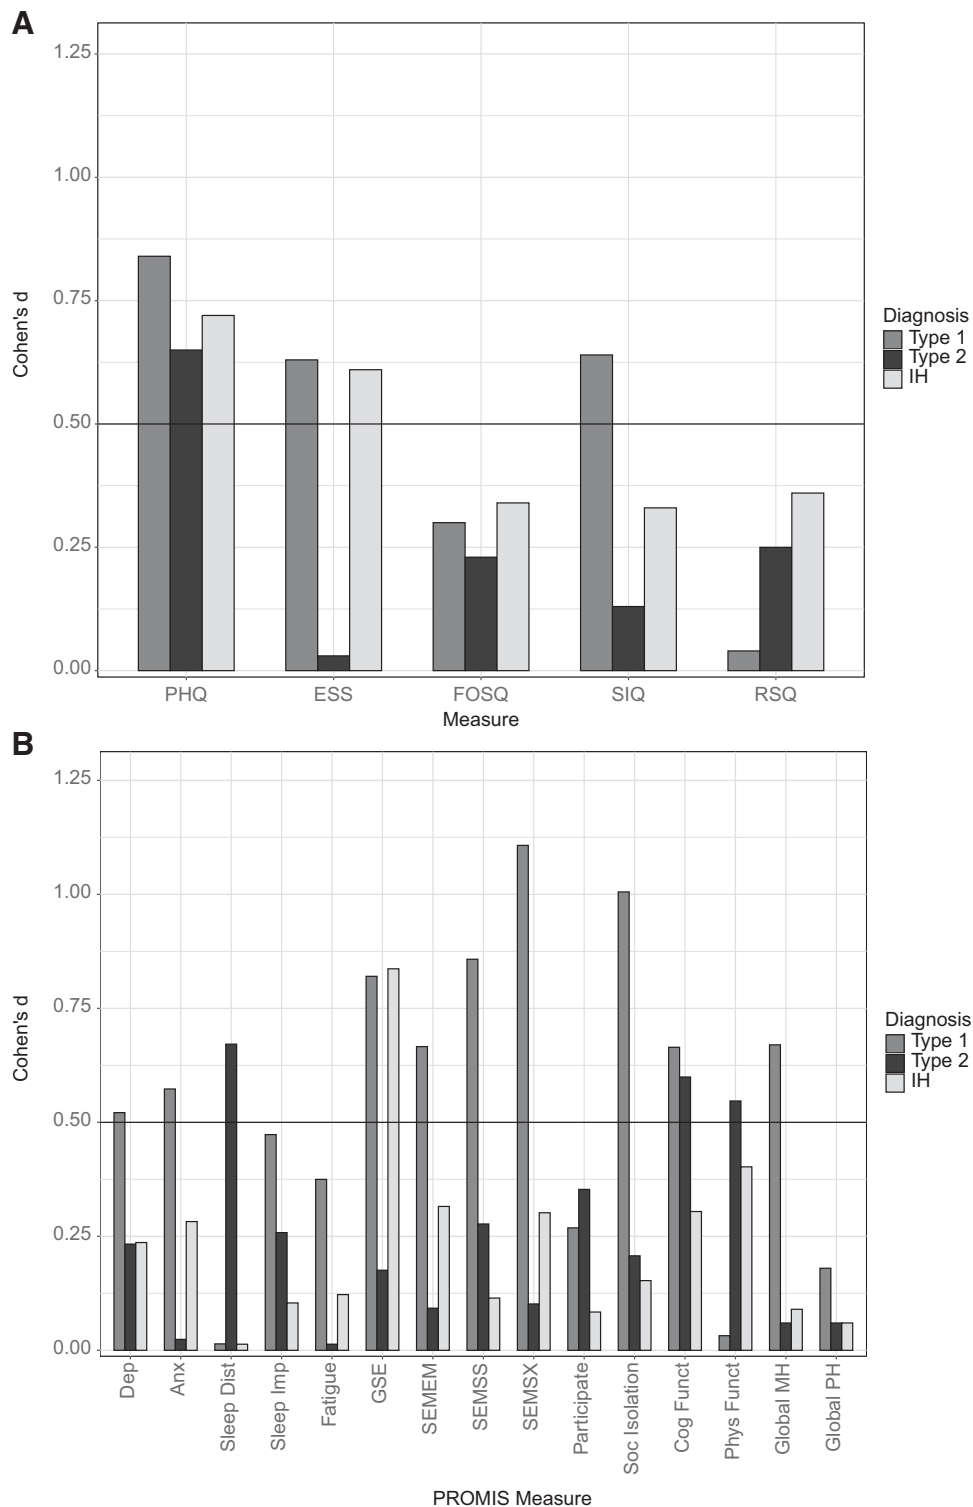 A
1.25
1.00
0.75
0.50
0.25
0.00
Cohen's d
PHQ ESS FOSQ SIQ RSQ
Measure
Diagnosis
Type 1
Type 2
IH
B
1.25
1.00
0.75
0.50
0.25
0.00
Cohen's d
Dep
Anx
Sleep Dist
Sleep Imp
Fatigue
GSE
SEMEM
SEMSS
SEMSX
Participate
Soc Isolation
Cog Funct
Phys Funct
Global MH
Global PH
PROMIS Measure
Diagnosis
Type 1
Type 2
IH